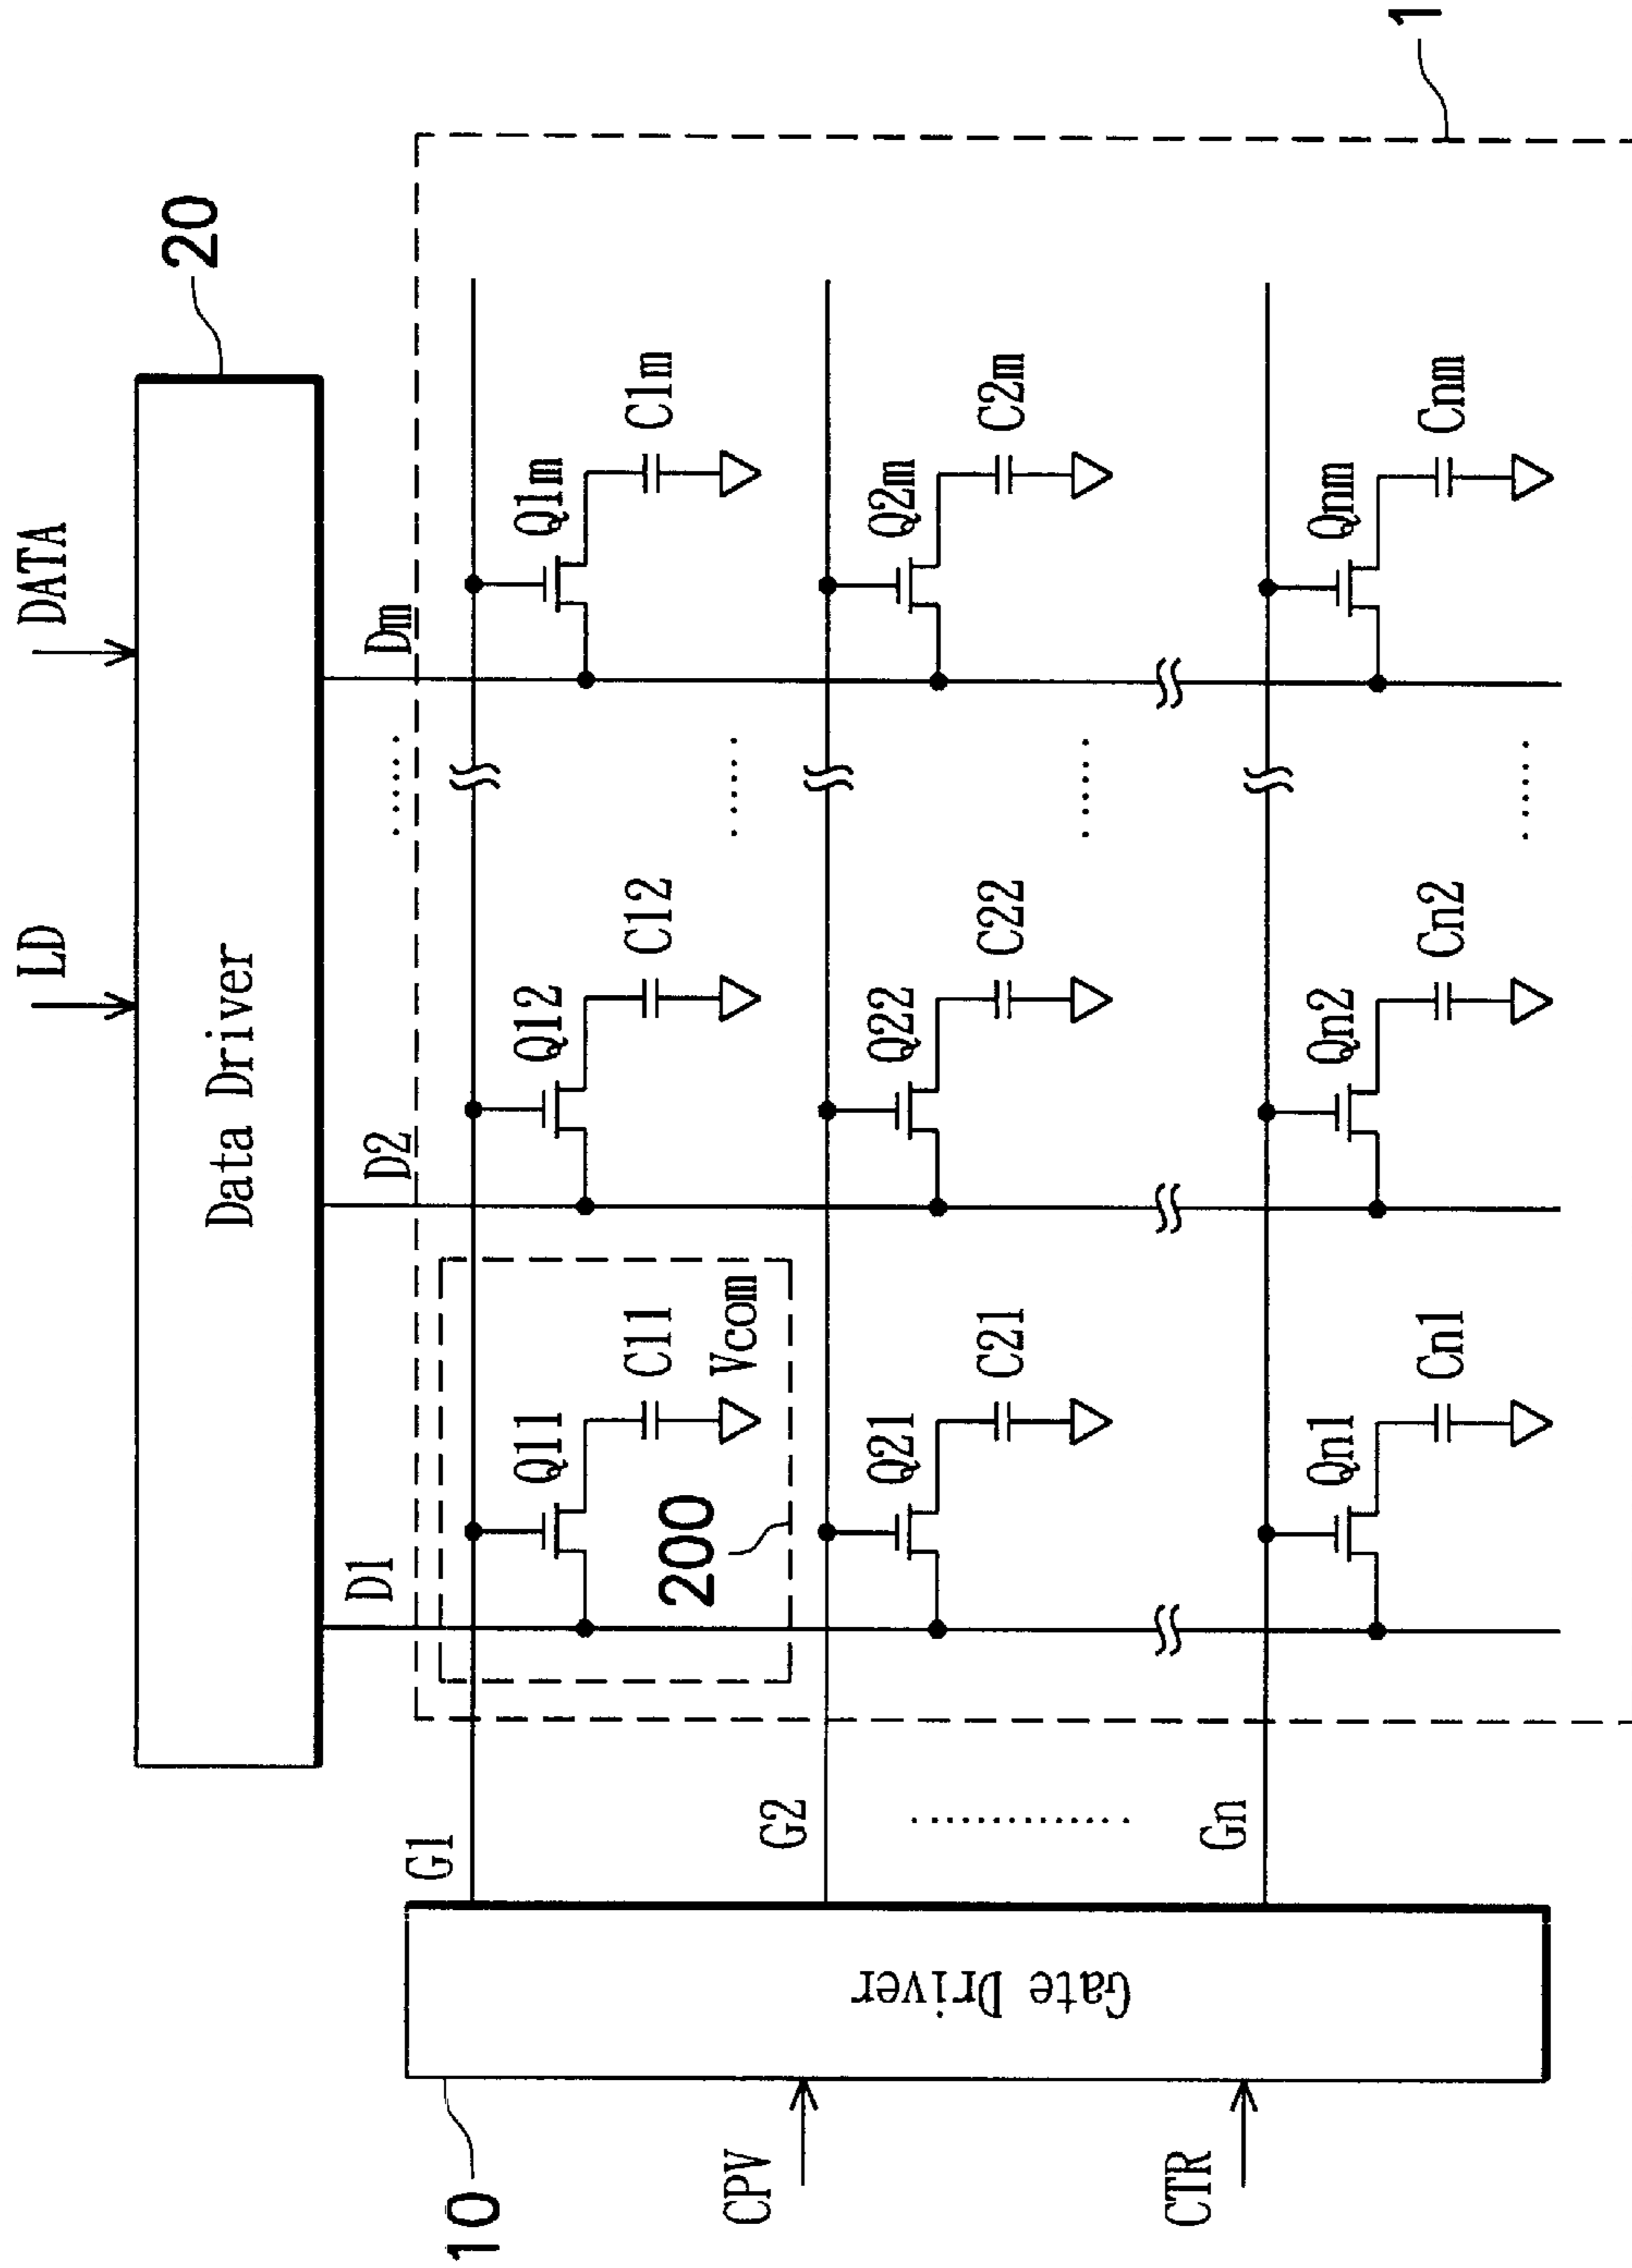 LD
DATA
20
Data Driver
D1
D2
......
Dm
G1
10
Q11
Q12
Q1m
C11
C12
C1m
200
Vcom
......
CPV
G2
Q21
Q22
Q2m
C21
C22
C2m
Gate Driver
......
CTR
Gn
Qn1
Qn2
Qnm
1
Cn1
Cn2
Cnm
......